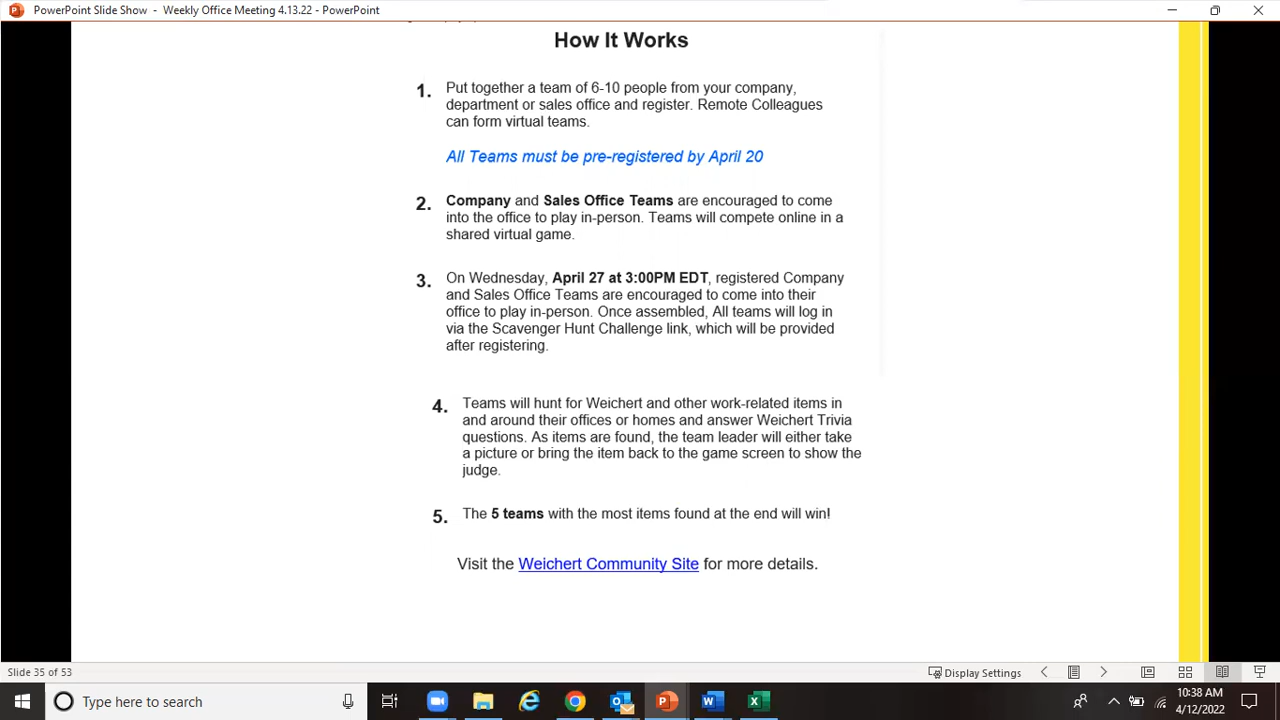 PowerPoint Slide Show - Weekly Office Meeting 4.13.22 - PowerPoint
How It Works
1. Put together a team of 6-10 people from your company,
department or sales office and register. Remote Colleagues
can form virtual teams.
All Teams must be pre-registered by April 20
2. Company and Sales Office Teams are encouraged to come
into the office to play in-person. Teams will compete online in a
shared virtual game.
3. On Wednesday, April 27 at 3:00PM EDT, registered Company
and Sales Office Teams are encouraged to come into their
office to play in-person. Once assembled, All teams will log in
via the Scavenger Hunt Challenge link, which will be provided
after registering.
4. Teams will hunt for Weichert and other work-related items in
and around their offices or homes and answer Weichert Trivia
questions. As items are found, the team leader will either take
a picture or bring the item back to the game screen to show the
judge.
5. The 5 teams with the most items found at the end will win!
Visit the Weichert Community Site for more details.
Slide 35 of 53
Display Settings
Type here to search
10:38 AM
4/12/2022